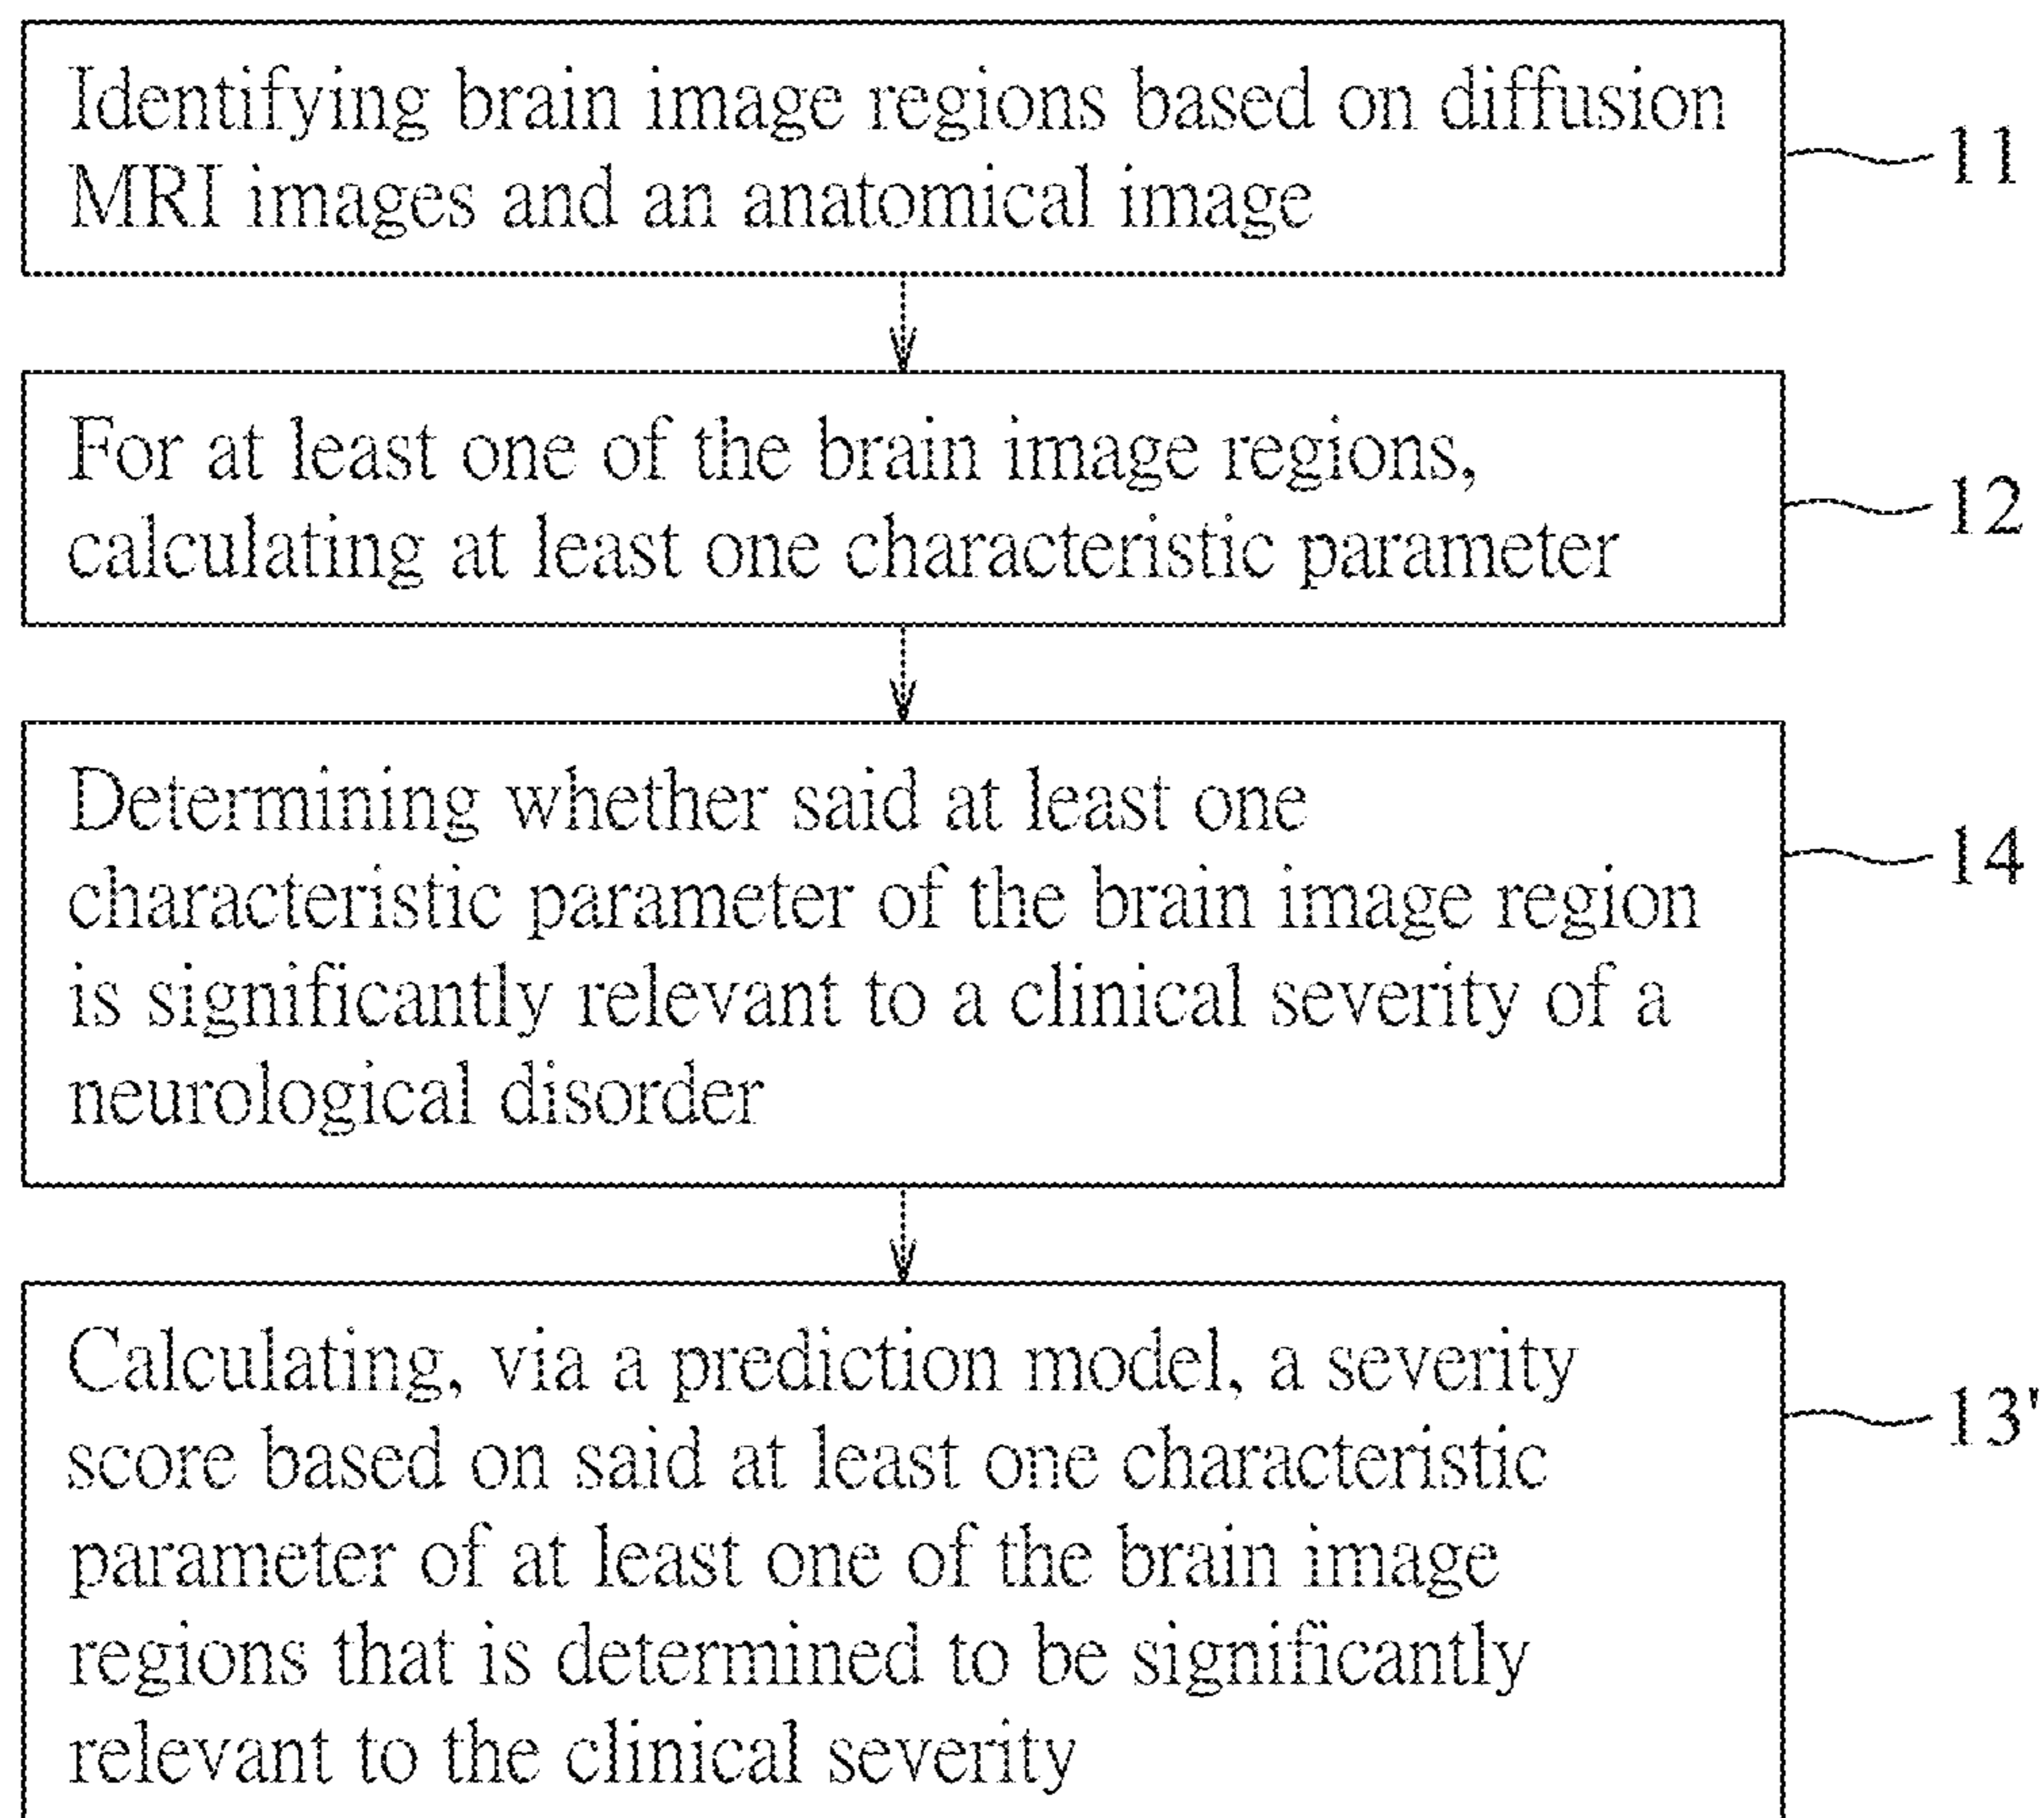 Identifying brain image regions based on diffusion
MRI images and an anatomical image
11
For at least one of the brain image regions,
calculating at least one characteristic parameter
12
Determining whether said at least one
characteristic parameter of the brain image region
is significantly relevant to a clinical severity of a
neurological disorder
14
Calculating, via a prediction model, a severity
score based on said at least one characteristic
parameter of at least one of the brain image
regions that is determined to be significantly
relevant to the clinical severity
13'